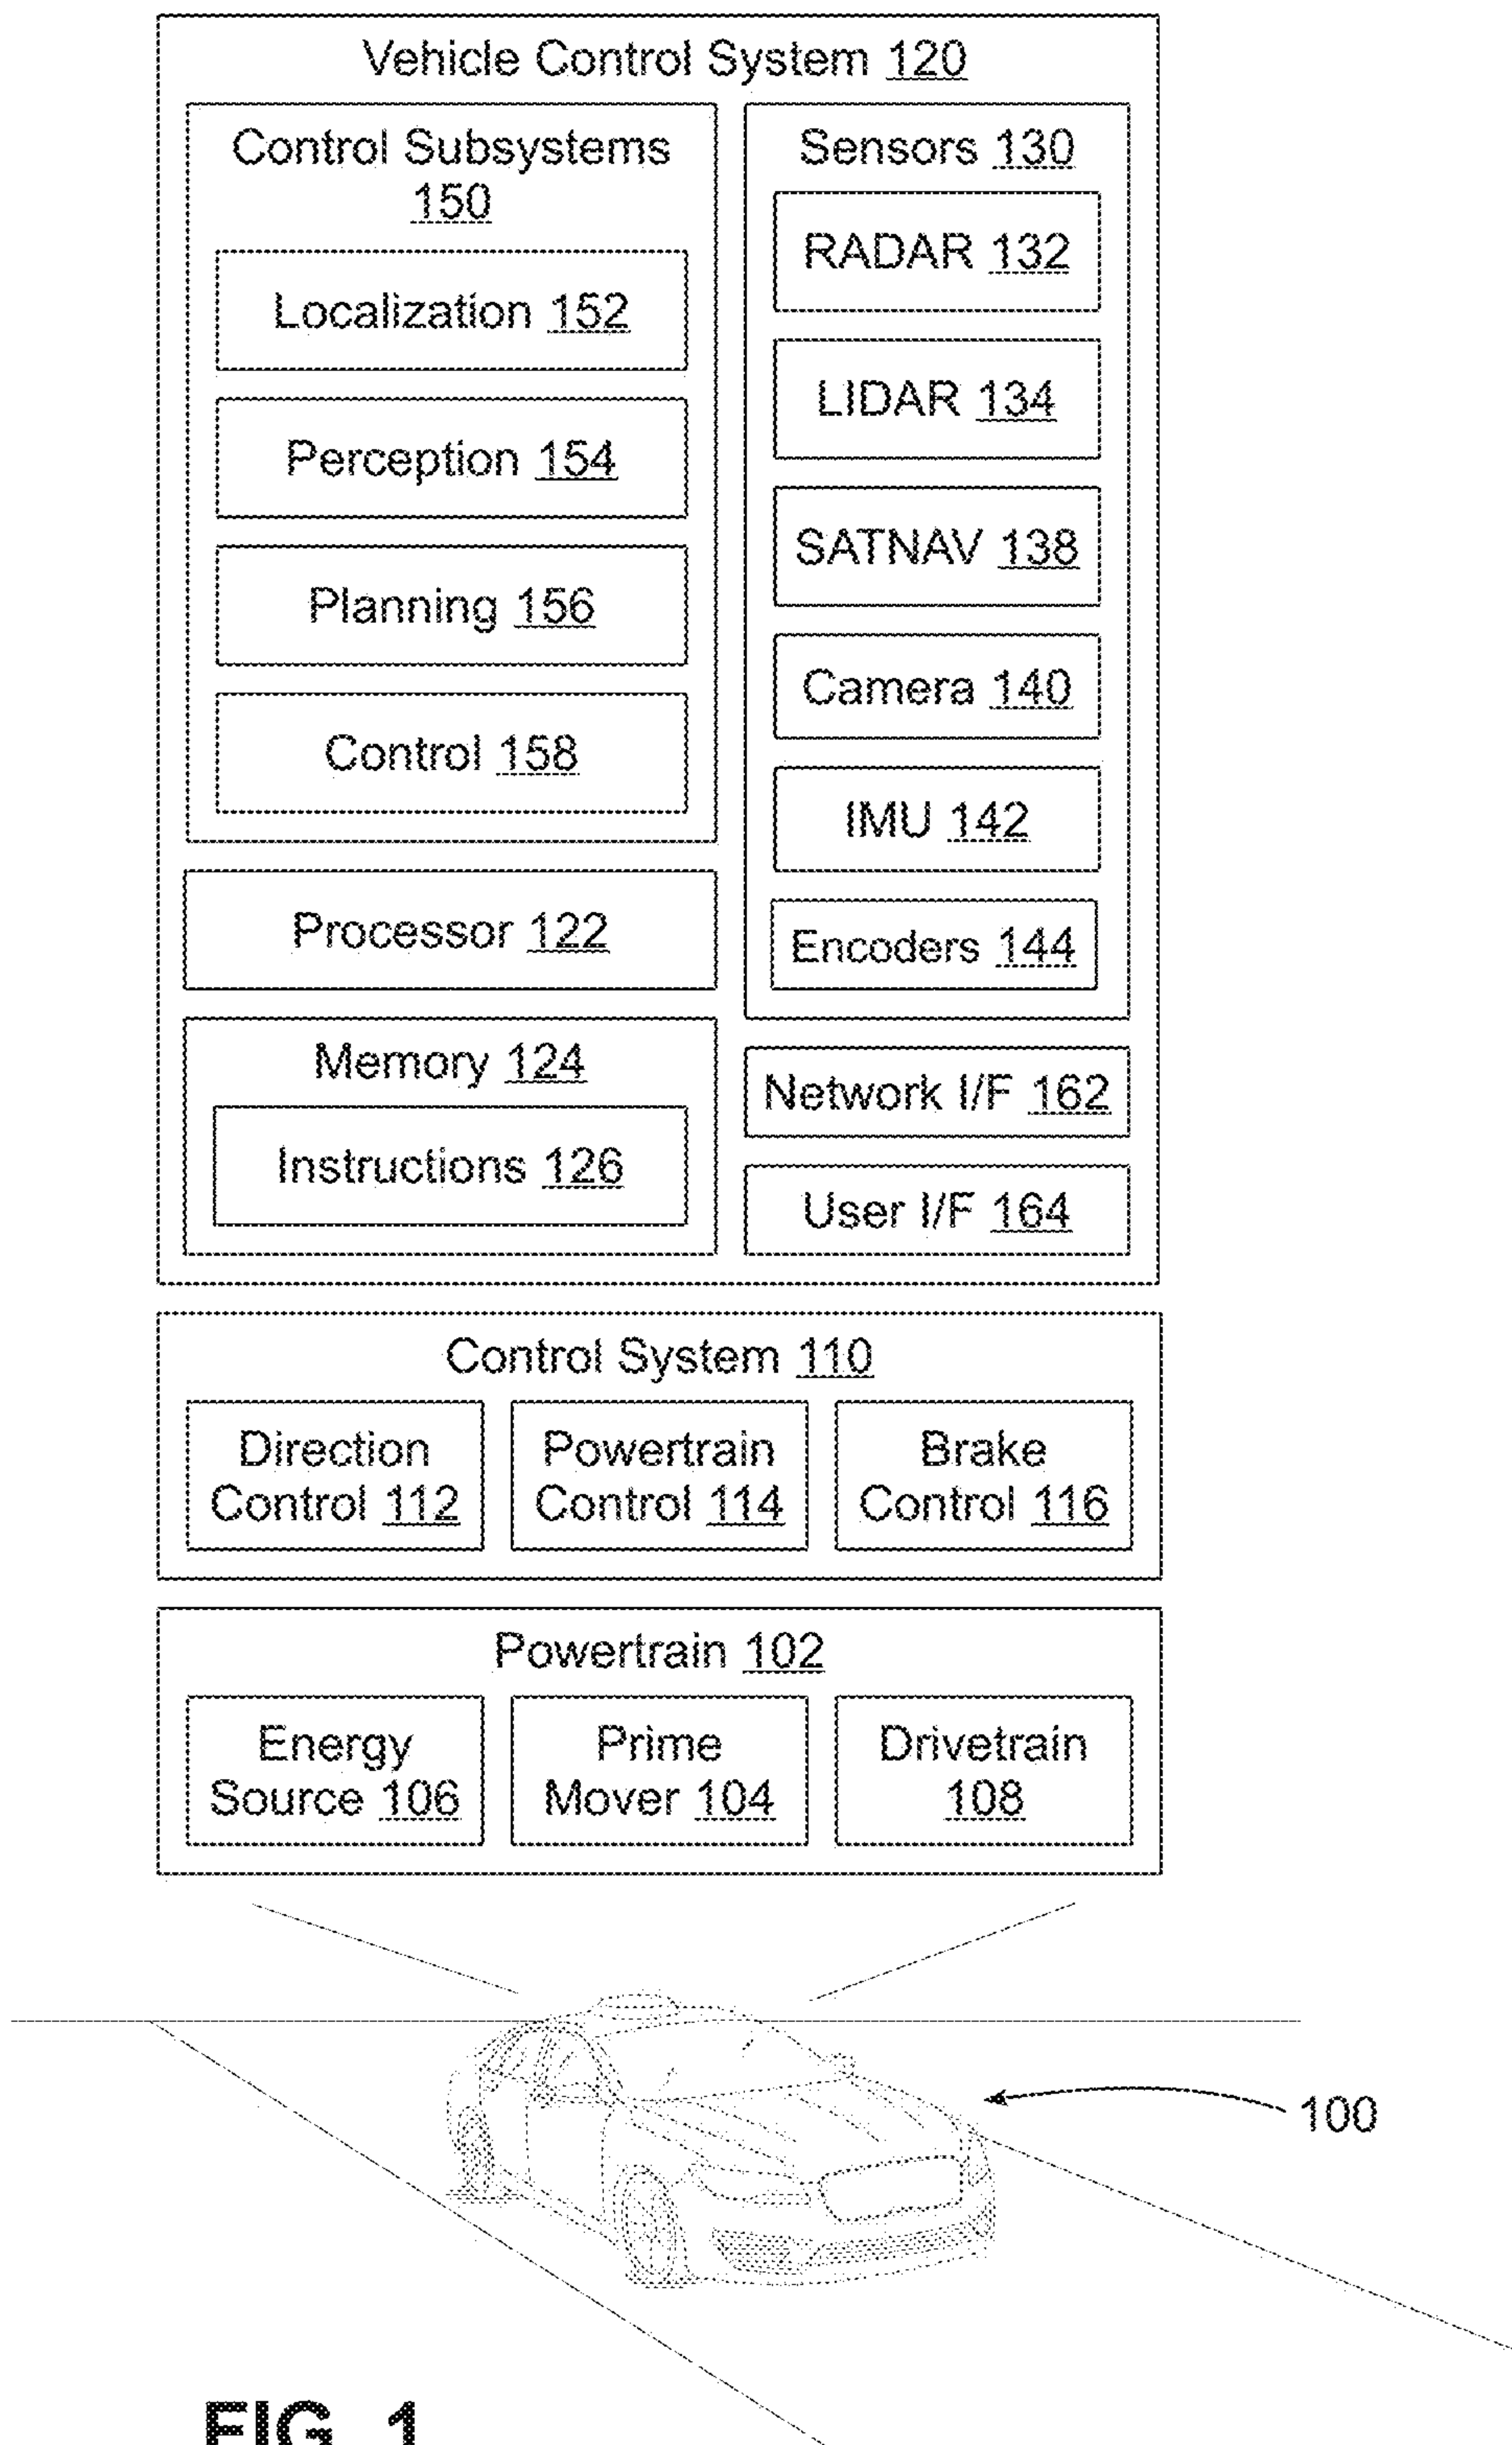 Vehicle Control System 120
Control Subsystems
150
Localization 152
Perception 154
Planning 156
Control 158
Processor 122
Memory 124
Instructions 126
Sensors 130
RADAR 132
LIDAR 134
SATNAV 138
Camera 140
IMU 142
Encoders 144
Network I/F 162
User I/F 164
Control System 110
Direction
Control 112
Powertrain
Control 114
Brake
Control 116
Powertrain 102
Energy
Source 106
Prime
Mover 104
Drivetrain
108
100
FIG. 1